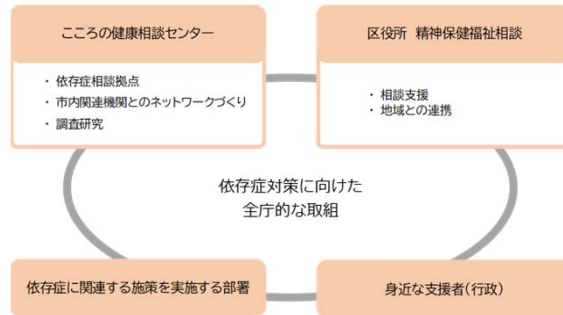 こころの健康相談センター
・ 依存症相談拠点
・ 市内関連機関とのネットワークづくり
・ 調査研究
区役所 精神保健福祉相談
・ 相談支援
・ 地域との連携
依存症対策に向けた
全庁的な取組
依存症に関連する施策を実施する部署
身近な支援者(行政)